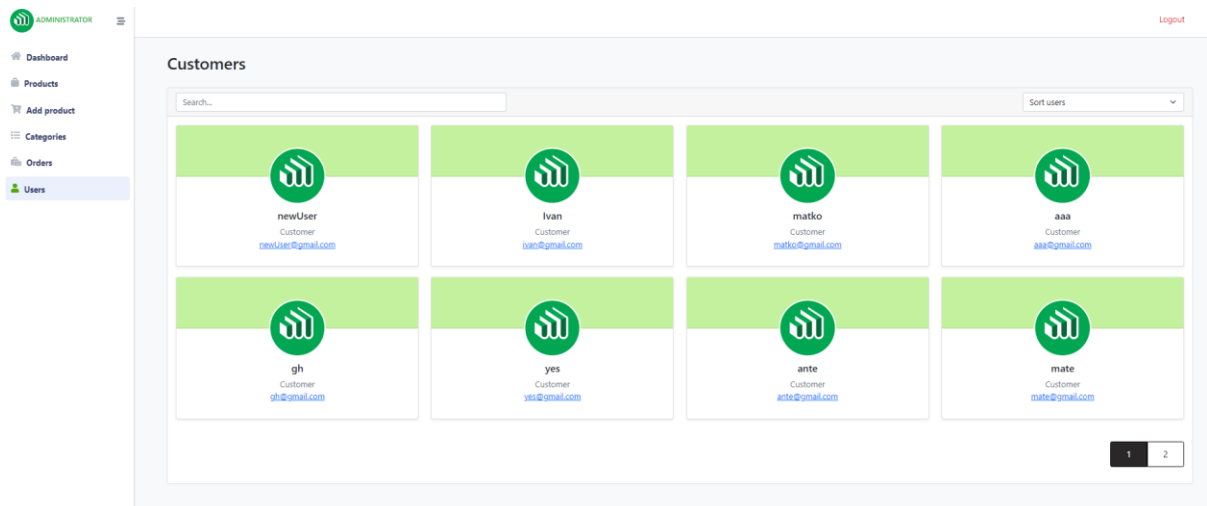 ADMINISTRATOR
Logout
Dashboard
Products
Add product
Categories
Orders
Users
Customers
Search...
Sort users
newUser
Customer
newUser@gmail.com
Ivan
Customer
ivan@gmail.com
matko
Customer
matko@gmail.com
aaa
Customer
aaa@gmail.com
gh
Customer
gh@gmail.com
yes
Customer
yes@gmail.com
ante
Customer
ante@gmail.com
mate
Customer
mate@gmail.com
1
2